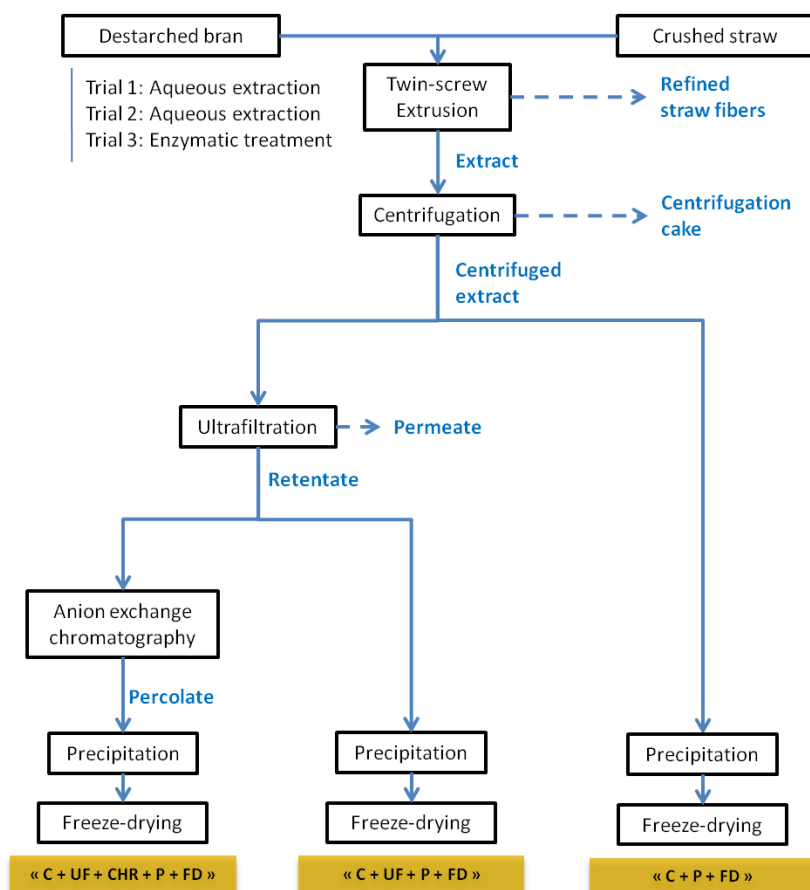 Destarched bran
Crushed straw
Trial 1: Aqueous extraction
Trial 2: Aqueous extraction
Trial 3: Enzymatic treatment
Twin-screw
Extrusion
Refined
straw fibers
Extract
Centrifugation
Centrifugation
cake
Centrifuged
extract
Ultrafiltration
Permeate
Retentate
Anion exchange
chromatography
Percolate
Precipitation
Precipitation
Precipitation
Freeze-drying
Freeze-drying
Freeze-drying
« C + UF + CHR + P + FD »
« C + UF + P + FD »
« C + P + FD »